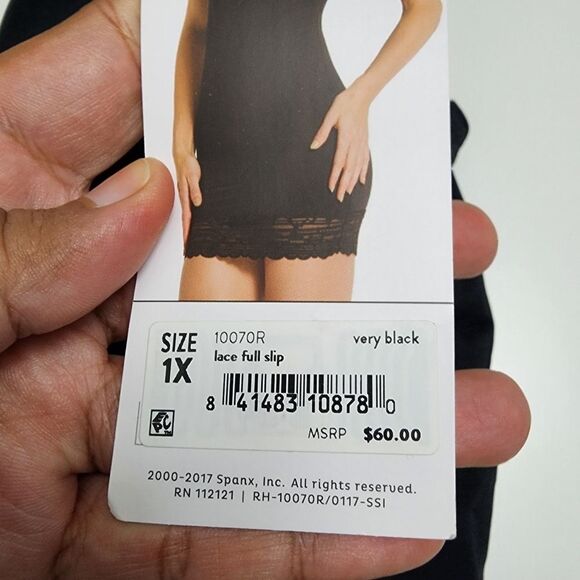 SIZE
1X
10070R
lace full slip
very black
8 41483 10878 0
EPC
MSRP $60.00
2000-2017 Spanx, Inc. All rights reserved.
RN 112121 | RH-10070R/0117-SSI